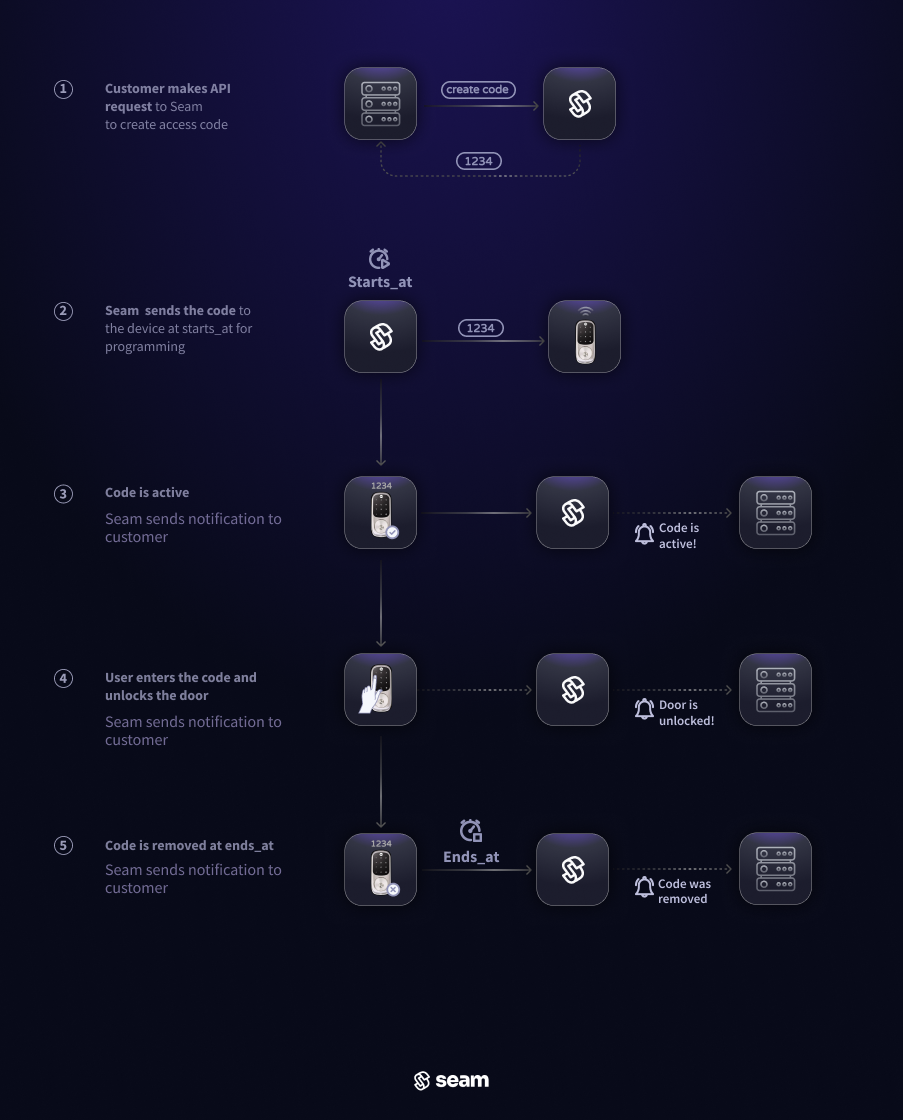 1
Customer makes API
request to Seam
to create access code
create code
1234
Starts_at
2
Seam  sends the code to
the device at starts_at for
programming
1234
3
Code is active
Seam sends notification to
customer
1234
Code is
active!
4
User enters the code and
unlocks the door
Seam sends notification to
customer
Door is
unlocked!
5
Code is removed at ends_at
Seam sends notification to
customer
1234
Ends_at
Code was
removed
seam